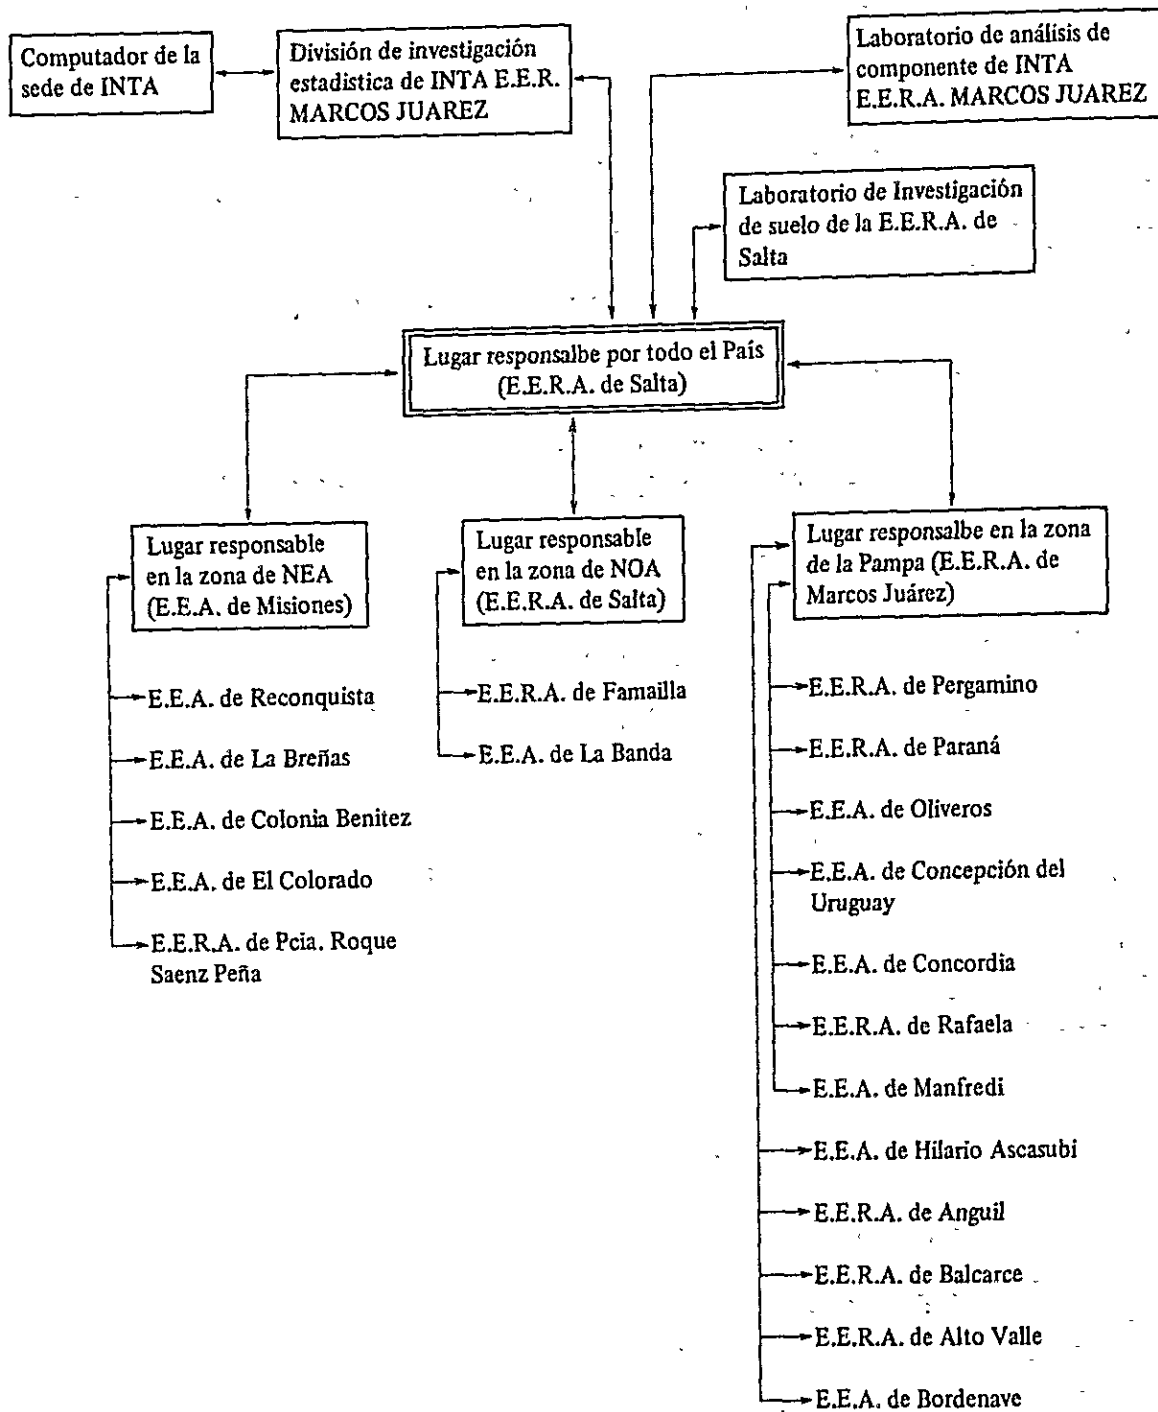 Computador de la
sede de INTA
División de investigación
estadistica de INTA E.E.R.
MARCOS JUAREZ
Laboratorio de análisis de
componente de INTA
E.E.R.A. MARCOS JUAREZ
Laboratorio de Investigación
de suelo de la E.E.R.A. de
Salta
Lugar responsalbe por todo el País
(E.E.R.A. de Salta)
Lugar responsable
en la zona de NEA
(E.E.A. de Misiones)
E.E.A. de Reconquista
E.E.A. de La Breñas
E.E.A. de Colonia Benitez
E.E.A. de El Colorado
E.E.R.A. de Pcia. Roque
Saenz Peña
Lugar responsable
en la zona de NOA
(E.E.R.A. de Salta)
E.E.R.A. de Famailla
E.E.A. de La Banda
Lugar responsalbe en la zona
de la Pampa (E.E.R.A. de
Marcos Juárez)
E.E.R.A. de Pergamino
E.E.R.A. de Paraná
E.E.A. de Oliveros
E.E.A. de Concepción del
Uruguay
E.E.A. de Concordia
E.E.R.A. de Rafaela
E.E.A. de Manfredi
E.E.A. de Hilario Ascasubi
E.E.R.A. de Anguil
E.E.R.A. de Balcarce
E.E.R.A. de Alto Valle
E.E.A. de Bordenave